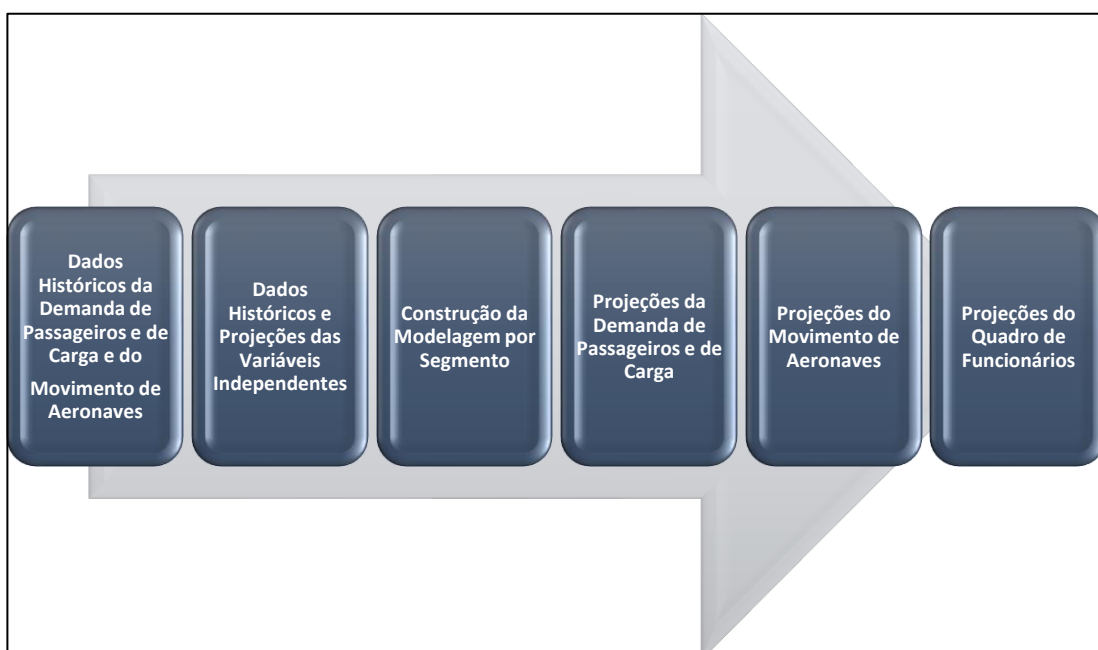 Dados
Históricos da
Demanda de
Passageiros e de
Carga e do
Movimento de
Aeronaves
Dados
Históricos e
Projeções das
Variáveis
Independentes
Construção da
Modelagem por
Segmento
Projeções da
Demanda de
Passageiros e de
Carga
Projeções do
Movimento de
Aeronaves
Projeções do
Quadro de
Funcionários